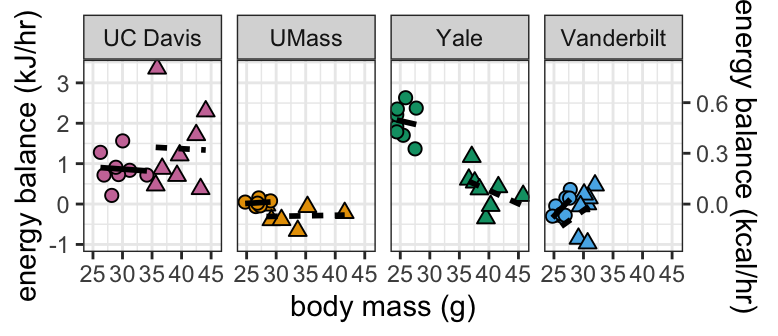 UC Davis UMass Yale Vanderbilt
energy balance (kJ/hr)
3
2
1
0
-1
0.6
0.3
0.0
energy balance (kcal/hr)
25 30 35 40 45 25 30 35 40 45 25 30 35 40 45 25 30 35 40 45
body mass (g)